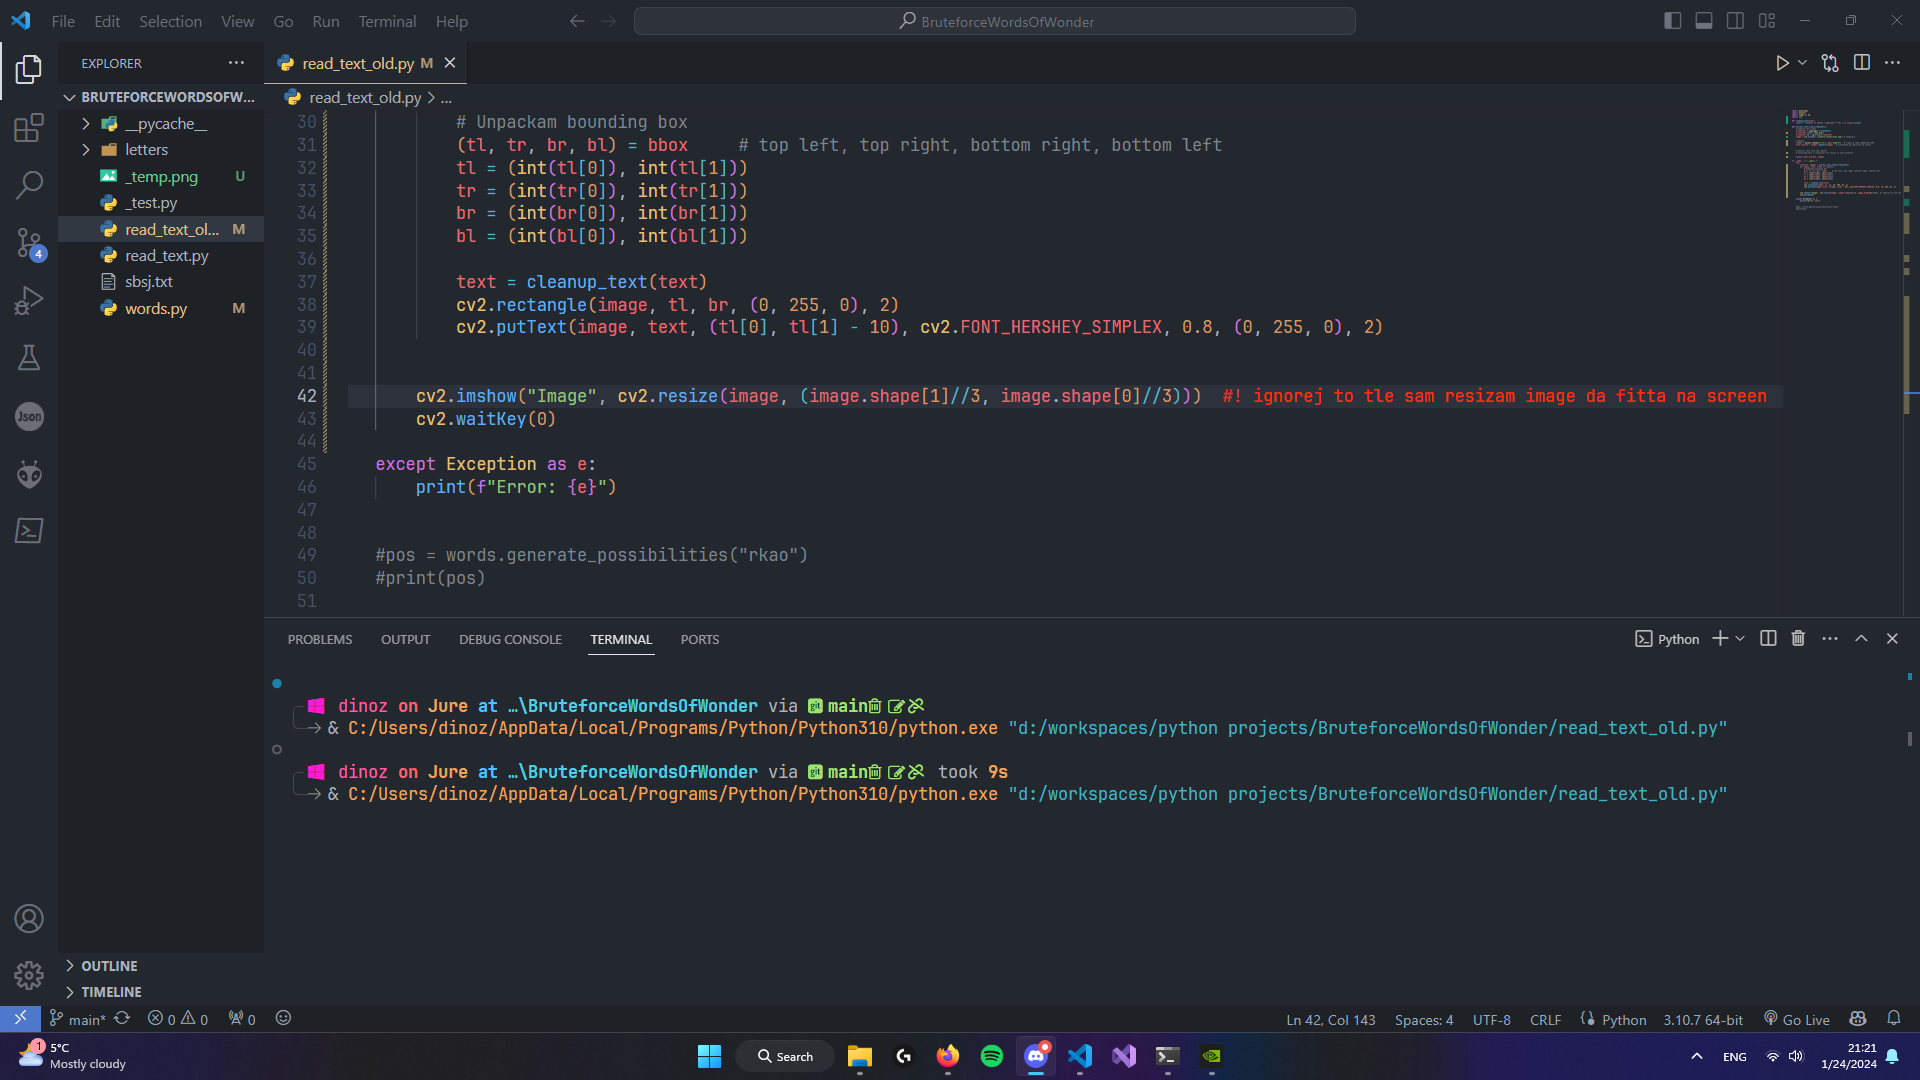 File Edit Selection View Go Run Terminal Help
BruteforceWordsOfWonder
EXPLORER
read_text_old.py M
BRUTEFORCEWORDSOFW...
read_text_old.py > ...
__pycache__
letters
_temp.png U
_test.py
read_text_ol... M
read_text.py
sbsj.txt
words.py M
4
Json
30 # Unpackam bounding box
31 (tl, tr, br, bl) = bbox # top left, top right, bottom right, bottom left
32 tl = (int(tl[0]), int(tl[1]))
33 tr = (int(tr[0]), int(tr[1]))
34 br = (int(br[0]), int(br[1]))
35 bl = (int(bl[0]), int(bl[1]))
36
37 text = cleanup_text(text)
38 cv2.rectangle(image, tl, br, (0, 255, 0), 2)
39 cv2.putText(image, text, (tl[0], tl[1] - 10), cv2.FONT_HERSHEY_SIMPLEX, 0.8, (0, 255, 0), 2)
40
41
42 cv2.imshow("Image", cv2.resize(image, (image.shape[1]//3, image.shape[0]//3))) #! ignorej to tle sam resizam image da fitta na screen
43 cv2.waitKey(0)
44
45 except Exception as e:
46 print(f"Error: {e}")
47
48
49 #pos = words.generate_possibilities("rkao")
50 #print(pos)
51
PROBLEMS OUTPUT DEBUG CONSOLE TERMINAL PORTS
Python
dinoz on Jure at …\BruteforceWordsOfWonder via git main
→ & C:/Users/dinoz/AppData/Local/Programs/Python/Python310/python.exe "d:/workspaces/python projects/BruteforceWordsOfWonder/read_text_old.py"
dinoz on Jure at …\BruteforceWordsOfWonder via git main took 9s
→ & C:/Users/dinoz/AppData/Local/Programs/Python/Python310/python.exe "d:/workspaces/python projects/BruteforceWordsOfWonder/read_text_old.py"
OUTLINE
TIMELINE
main* 0 0 0
Ln 42, Col 143 Spaces: 4 UTF-8 CRLF Python 3.10.7 64-bit Go Live
1
5°C
Mostly cloudy
Search
ENG
21:21
1/24/2024